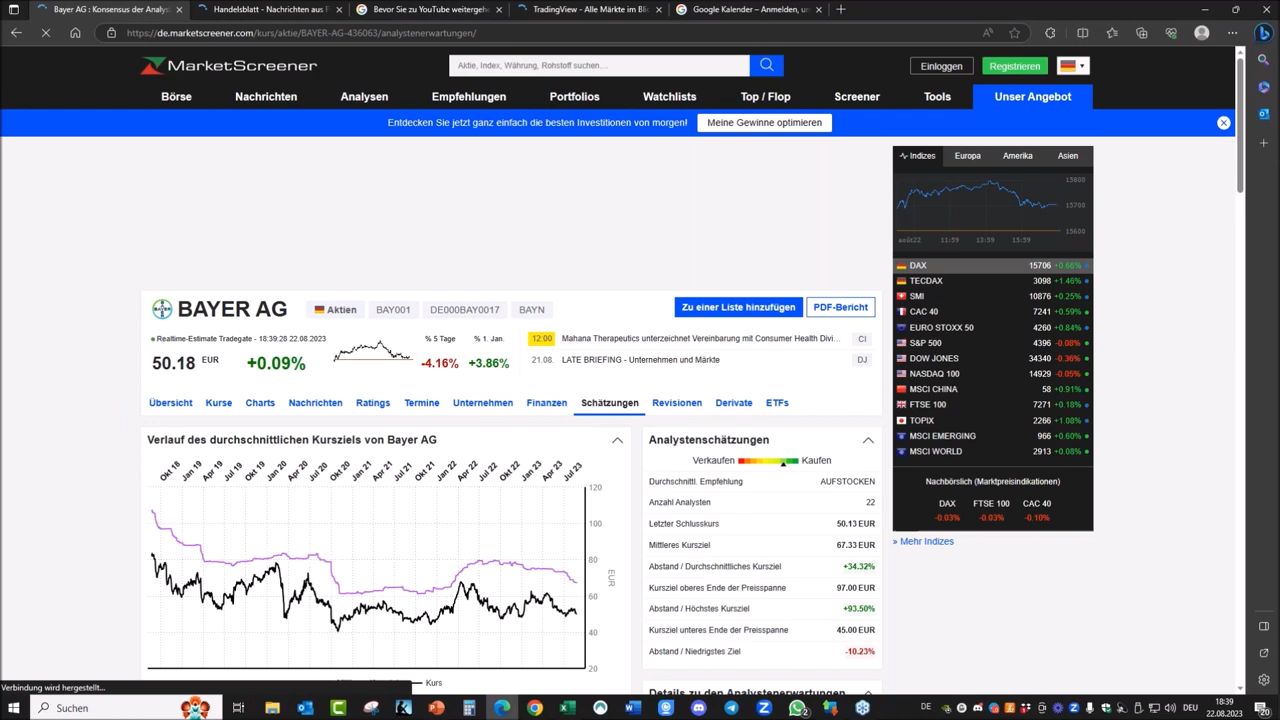 Bayer AG : Konsensus der Analys
Handelsblatt - Nachrichten aus F
Bevor Sie zu YouTube weitergehe
TradingView - Alle Märkte im Blic
Google Kalender – Anmelden, un
https://de.marketscreener.com/kurs/aktie/BAYER-AG-436063/analystenerwartungen/
MarketScreener
Aktie, Index, Währung, Rohstoff suchen....
Einloggen
Registrieren
Börse Nachrichten Analysen Empfehlungen Portfolios Watchlists Top / Flop Screener Tools Unser Angebot
Entdecken Sie jetzt ganz einfach die besten Investitionen von morgen! Meine Gewinne optimieren
Indizes Europa Amerika Asien
15800
15700
15600
août22 11:59 13:59 15:59
DAX 15706 +0.66%
TECDAX 3098 +1.46%
SMI 10876 +0.25%
CAC 40 7241 +0.59%
EURO STOXX 50 4260 +0.84%
S&P 500 4396 -0.08%
DOW JONES 34340 -0.36%
NASDAQ 100 14929 -0.05%
MSCI CHINA 58 +0.91%
FTSE 100 7271 +0.18%
TOPIX 2266 +1.08%
MSCI EMERGING 966 +0.60%
MSCI WORLD 2913 +0.08%
Nachbörslich (Marktpreisindikationen)
DAX FTSE 100 CAC 40
-0.03% -0.03% -0.10%
» Mehr Indizes
BAYER AG
Aktien BAY001 DE000BAY0017 BAYN
Zu einer Liste hinzufügen PDF-Bericht
Realtime-Estimate Tradegate - 18:39:28 22.08.2023
% 5 Tage % 1. Jan.
50.18 EUR +0.09% -4.16% +3.86%
12:00 Mahana Therapeutics unterzeichnet Vereinbarung mit Consumer Health Divi... CI
21.08. LATE BRIEFING - Unternehmen und Märkte DJ
Übersicht Kurse Charts Nachrichten Ratings Termine Unternehmen Finanzen Schätzungen Revisionen Derivate ETFs
Verlauf des durchschnittlichen Kursziels von Bayer AG
Okt 18 Jan 19 Apr 19 Jul 19 Okt 19 Jan 20 Apr 20 Jul 20 Okt 20 Jan 21 Apr 21 Jul 21 Okt 21 Jan 22 Apr 22 Jul 22 Okt 22 Jan 23 Apr 23 Jul 23
120
100
80
60
40
20
EUR
Kurs
Analystenschätzungen
Verkaufen Kaufen
Durchschnittl. Empfehlung AUFSTOCKEN
Anzahl Analysten 22
Letzter Schlusskurs 50.13 EUR
Mittleres Kursziel 67.33 EUR
Abstand / Durchschnittliches Kursziel +34.32%
Kursziel oberes Ende der Preisspanne 97.00 EUR
Abstand / Höchstes Kursziel +93.50%
Kursziel unteres Ende der Preisspanne 45.00 EUR
Abstand / Niedrigstes Ziel -10.23%
Details zu den Analystenerwartungen
Verbindung wird hergestellt...
Suchen
2
DEU
18:39
22.08.2023
20